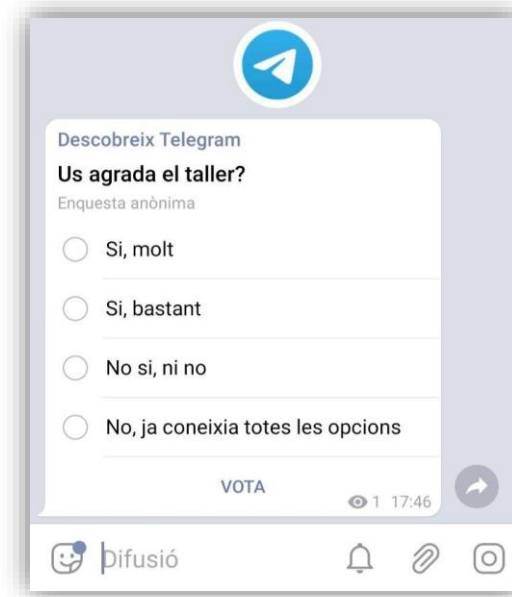 Descobreix Telegram
Us agrada el taller?
Enquesta anònima
Si, molt
Si, bastant
No si, ni no
No, ja coneixia totes les opcions
VOTA
1 17:46
Difusió